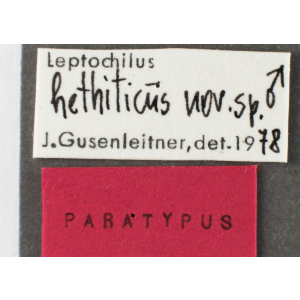 Leptochilus
hethiticus nov.sp. ♂
J.Gusenleitner, det. 1978
PARATYPUS